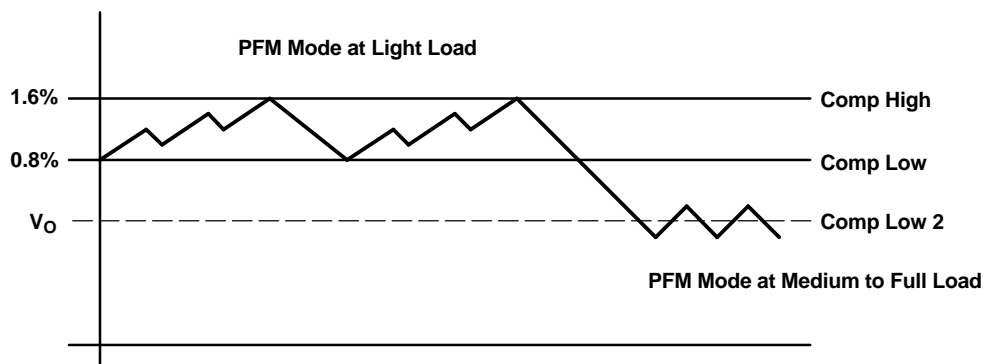 PFM Mode at Light Load
1.6%
Comp High
0.8%
Comp Low
VO
Comp Low 2
PFM Mode at Medium to Full Load